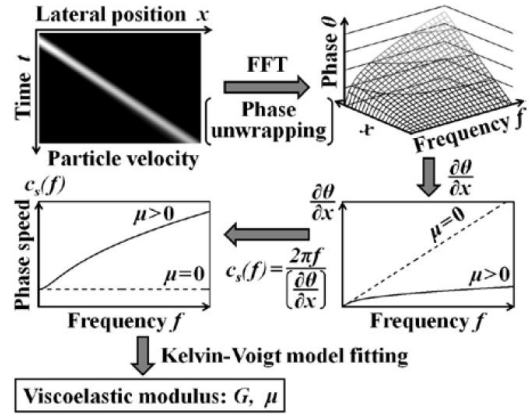 Lateral position x
Time t
Particle velocity
FFT
Phase
unwrapping
Phase θ
x
Frequency f
∂θ
∂x
c_s(f)
Phase speed
μ>0
μ=0
Frequency f
c_s(f)=2πf/(∂θ/∂x)
∂θ
∂x
μ=0
μ>0
Frequency f
Kelvin-Voigt model fitting
Viscoelastic modulus: G, μ